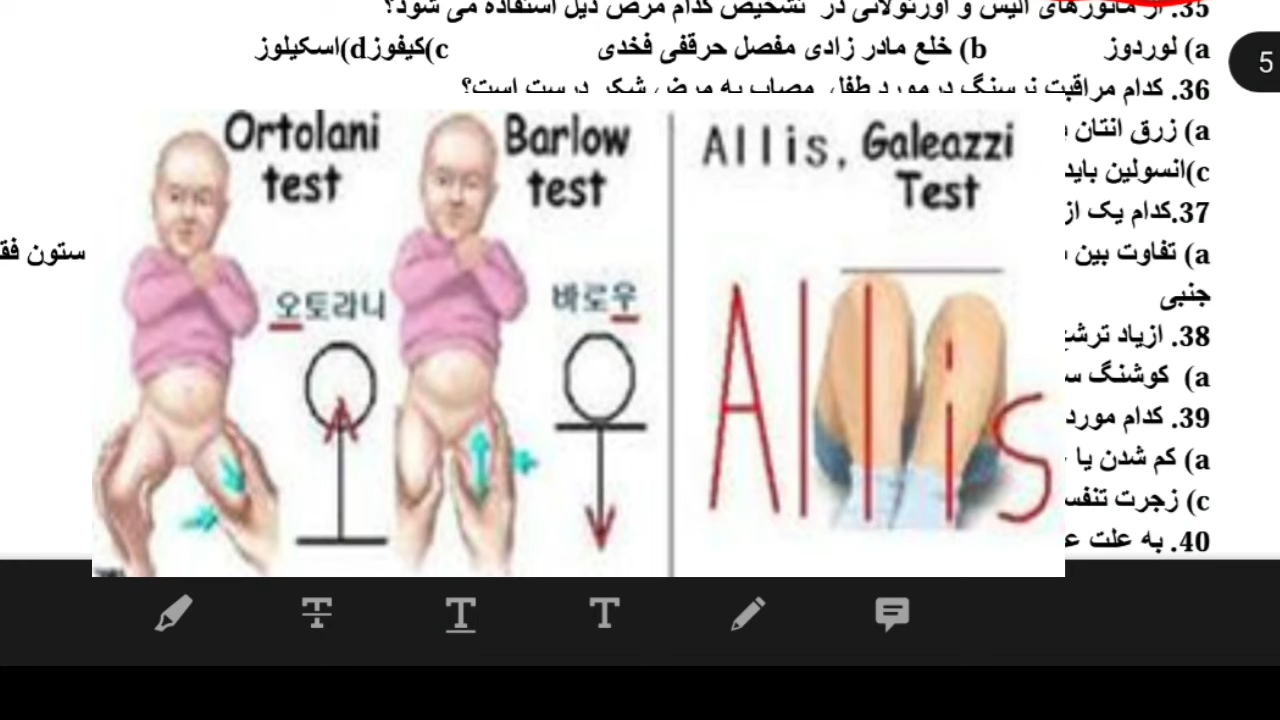 35. از مانورهای الیس و اورتولانی در تشخیص کدام مرض ذیل استفاده می شود؟
a) لوردوز b) خلع مادر زادی مفصل حرقفی فخدی c)کیفوز d)اسکیلوز
5
36. کدام مراقبت نرسنگ در مورد طفل مصاب به مرض شکر درست است؟
a) زرق انتان
c)انسولین باید
37.کدام یک از
a) تفاوت بین
ستون فق
جنبی
38. ازیاد ترشح
a) کوشنگ س
39. کدام مورد
a) کم شدن یا
c) زجرت تنفس
40. به علت ع
Ortolani
test
오토라니
Barlow
test
바로우
Allis, Galeazzi
Test
Allis
T
T
T